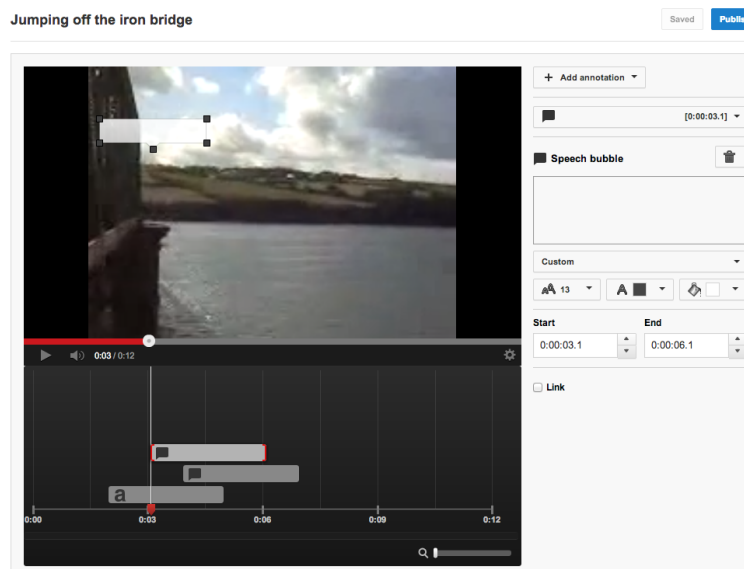 Jumping off the iron bridge
Saved
Publis
+ Add annotation
[0:00:03.1]
Speech bubble
Custom
AA 13
A
Start
End
0:00:03.1
0:00:06.1
Link
0:03 / 0:12
a
0:00
0:03
0:06
0:09
0:12